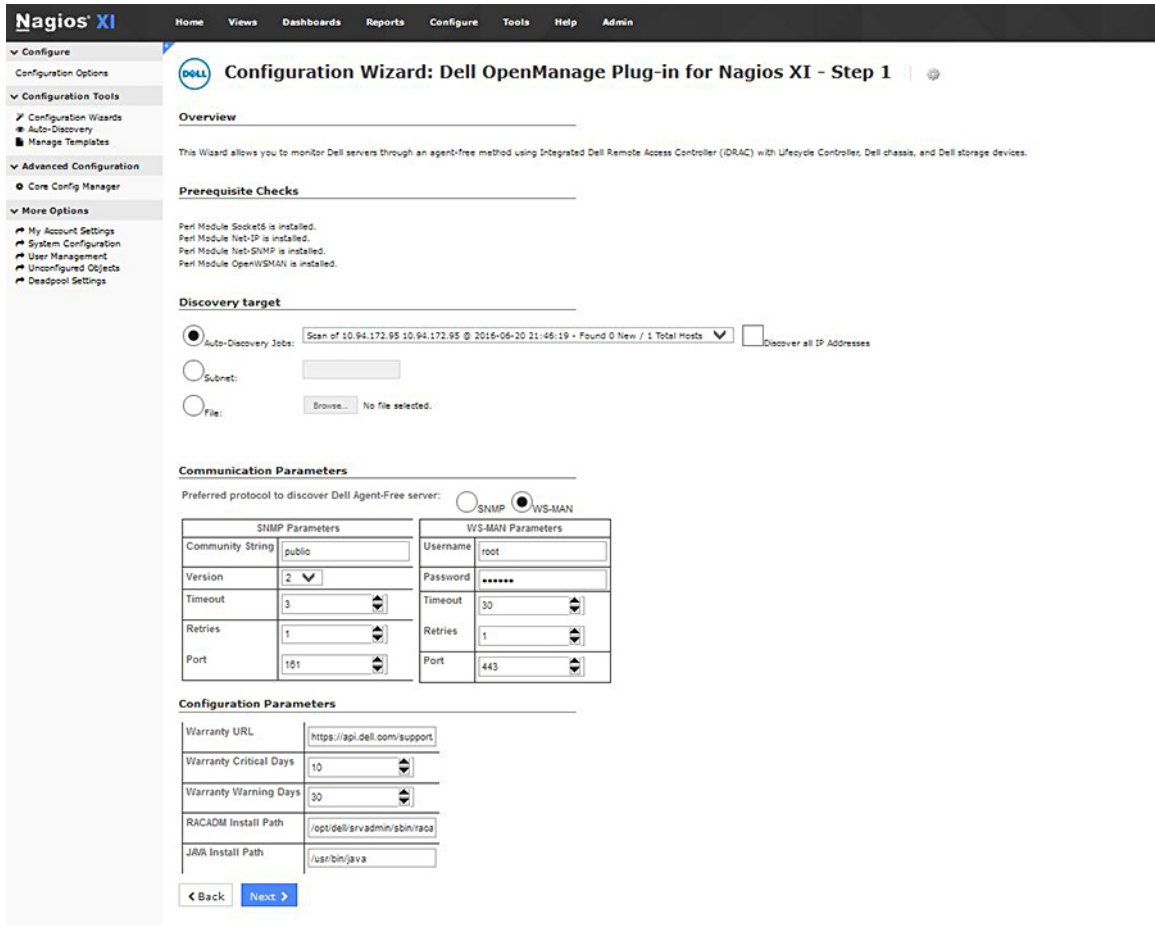 Nagios® XI
Home Views Dashboards Reports Configure Tools Help Admin
Configure
Configuration Options
Configuration Tools
Configuration Wizards
Auto-Discovery
Manage Templates
Advanced Configuration
Core Config Manager
More Options
My Account Settings
System Configuration
User Management
Unconfigured Objects
Deadpool Settings
DELL
Configuration Wizard: Dell OpenManage Plug-in for Nagios XI - Step 1
Overview
This Wizard allows you to monitor Dell servers through an agent-free method using Integrated Dell Remote Access Controller (iDRAC) with Lifecycle Controller, Dell chassis, and Dell storage devices.
Prerequisite Checks
Perl Module Socket6 is installed.
Perl Module Net-IP is installed.
Perl Module Net-SNMP is installed.
Perl Module OpenWSMAN is installed.
Discovery target
Auto-Discovery Jobs: Scan of 10.94.172.95 10.94.172.95 @ 2016-06-20 21:46:19 - Found 0 New / 1 Total Hosts Discover all IP Addresses
Subnet:
File: Browse... No file selected.
Communication Parameters
Preferred protocol to discover Dell Agent-Free server: SNMP WS-MAN
SNMP Parameters WS-MAN Parameters
Community String public Username root
Version 2 Password ••••••
Timeout 3 Timeout 30
Retries 1 Retries 1
Port 161 Port 443
Configuration Parameters
Warranty URL https://api.dell.com/support.
Warranty Critical Days 10
Warranty Warning Days 30
RACADM Install Path /opt/dell/srvadmin/sbin/raca
JAVA Install Path /usr/bin/java
Back Next